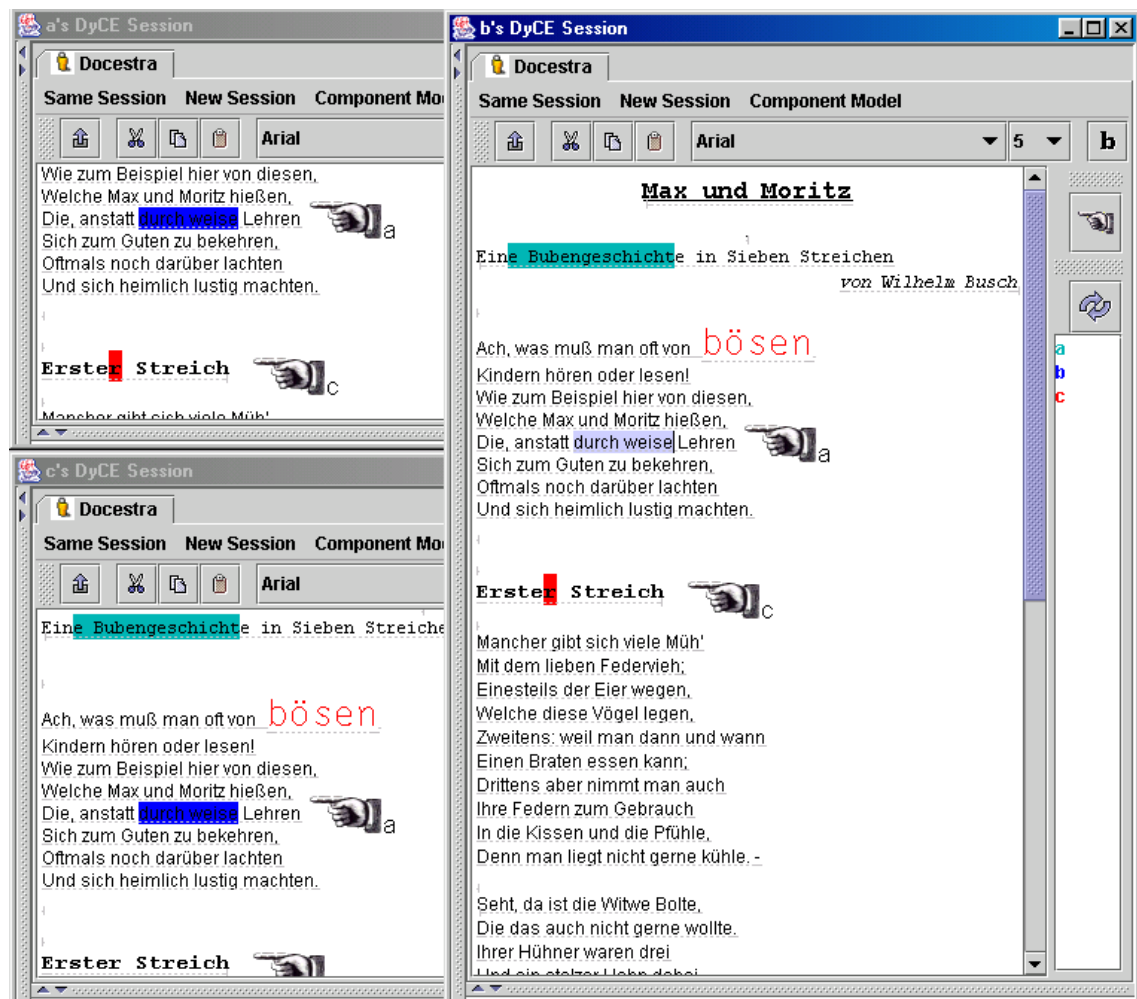 a's DyCE Session
Docestra
Same Session New Session Component Mo
Arial
Wie zum Beispiel hier von diesen,
Welche Max und Moritz hießen,
Die, anstatt durch weise Lehren
a
Sich zum Guten zu bekehren,
Oftmals noch darüber lachten
Und sich heimlich lustig machten.
Erster Streich
c
Mancher gibt sich viele Müh'
c's DyCE Session
Docestra
Same Session New Session Component Mo
Arial
Eine Bubengeschichte in Sieben Streiche
Ach, was muß man oft von bösen
Kindern hören oder lesen!
Wie zum Beispiel hier von diesen,
Welche Max und Moritz hießen,
Die, anstatt durch weise Lehren
a
Sich zum Guten zu bekehren,
Oftmals noch darüber lachten
Und sich heimlich lustig machten.
Erster Streich
b's DyCE Session
Docestra
Same Session New Session Component Model
Arial 5 b
Max und Moritz
Eine Bubengeschichte in Sieben Streichen
von Wilhelm Busch
Ach, was muß man oft von bösen
Kindern hören oder lesen!
Wie zum Beispiel hier von diesen,
Welche Max und Moritz hießen,
Die, anstatt durch weise Lehren
a
Sich zum Guten zu bekehren,
Oftmals noch darüber lachten
Und sich heimlich lustig machten.
Erster Streich
c
Mancher gibt sich viele Müh'
Mit dem lieben Federvieh;
Einesteils der Eier wegen,
Welche diese Vögel legen,
Zweitens: weil man dann und wann
Einen Braten essen kann;
Drittens aber nimmt man auch
Ihre Federn zum Gebrauch
In die Kissen und die Pfühle,
Denn man liegt nicht gerne kühle. -
Seht, da ist die Witwe Bolte,
Die das auch nicht gerne wollte.
Ihrer Hühner waren drei
Und ein stolzer Hahn dabei
a
b
c